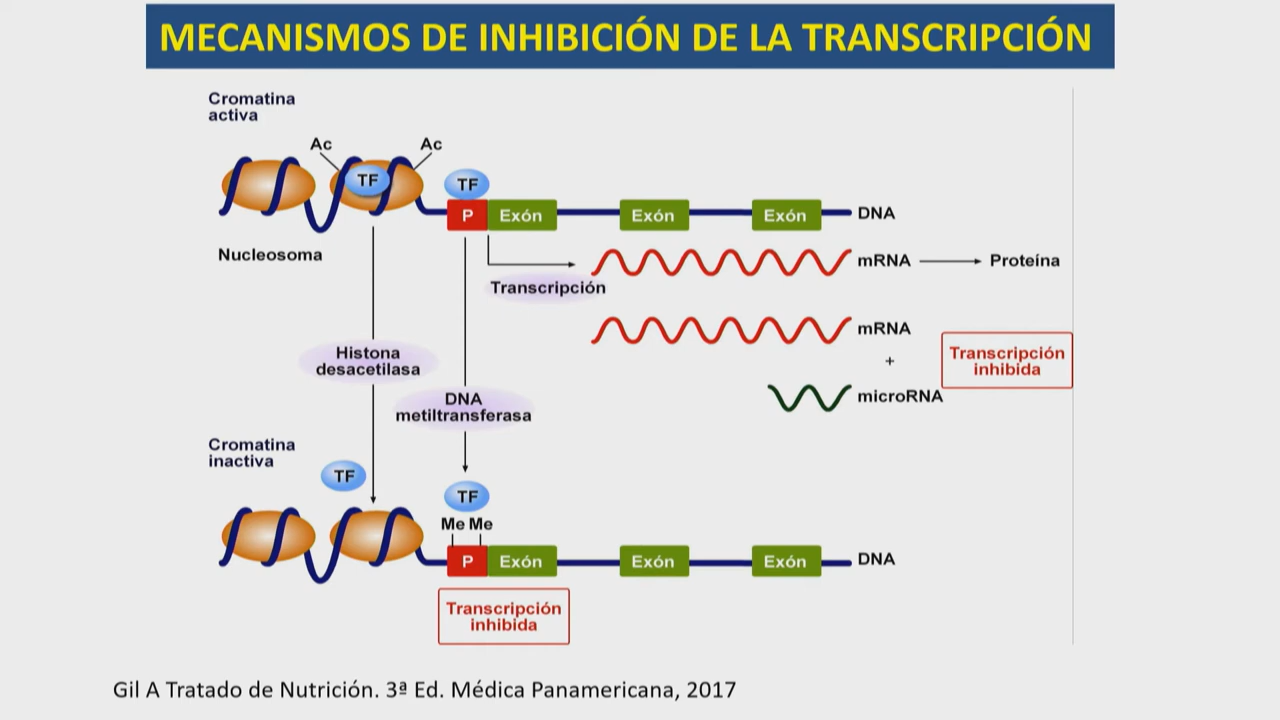 MECANISMOS DE INHIBICIÓN DE LA TRANSCRIPCIÓN
Cromatina
activa
Ac
Ac
TF
TF
P
Exón
Exón
Exón
DNA
Nucleosoma
mRNA
Proteína
Transcripción
mRNA
+
microRNA
Transcripción
inhibida
Histona
desacetilasa
DNA
metiltransferasa
Cromatina
inactiva
TF
TF
Me Me
P
Exón
Exón
Exón
DNA
Transcripción
inhibida
Gil A Tratado de Nutrición. 3ª Ed. Médica Panamericana, 2017